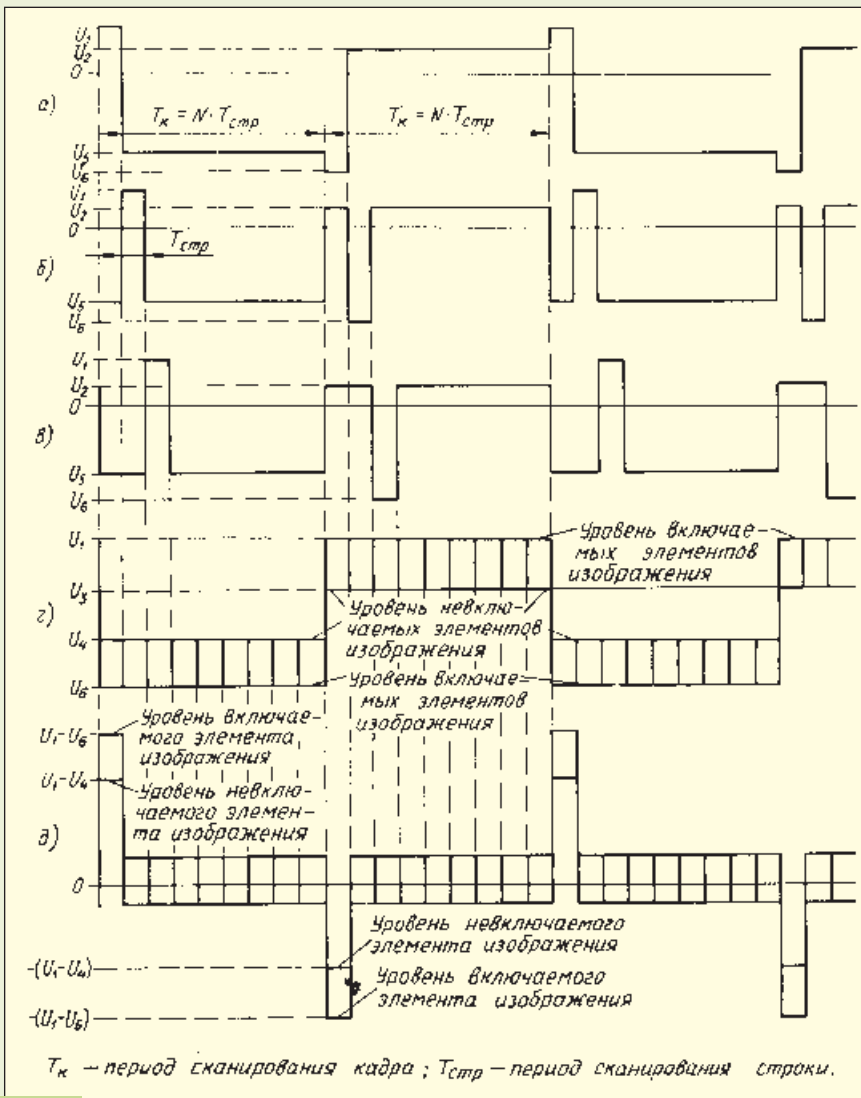 U₁
U₂
0
а)
Tк = N·Tстр
Tк = N·Tстр
U₅
U₆
U₁
U₂
0
Tстр
б)
U₅
U₆
U₁
U₂
0
в)
U₅
U₆
U₁
Уровень включае-
мых элементов
изображения
U₃
г)
Уровень невклю-
чаемых элементов
изображения
U₄
U₆
Уровень включае-
мых элементов
изображения
U₁-U₆
Уровень включае-
мого элемента
изображения
U₁-U₄
Уровень невключ-
аемого элемен-
та изображения
д)
0
Уровень невключаемого
элемента изображения
-(U₁-U₄)
Уровень включаемого
элемента изображения
-(U₁-U₆)
Tк – период сканирования кадра ; Tстр – период сканирования строки.